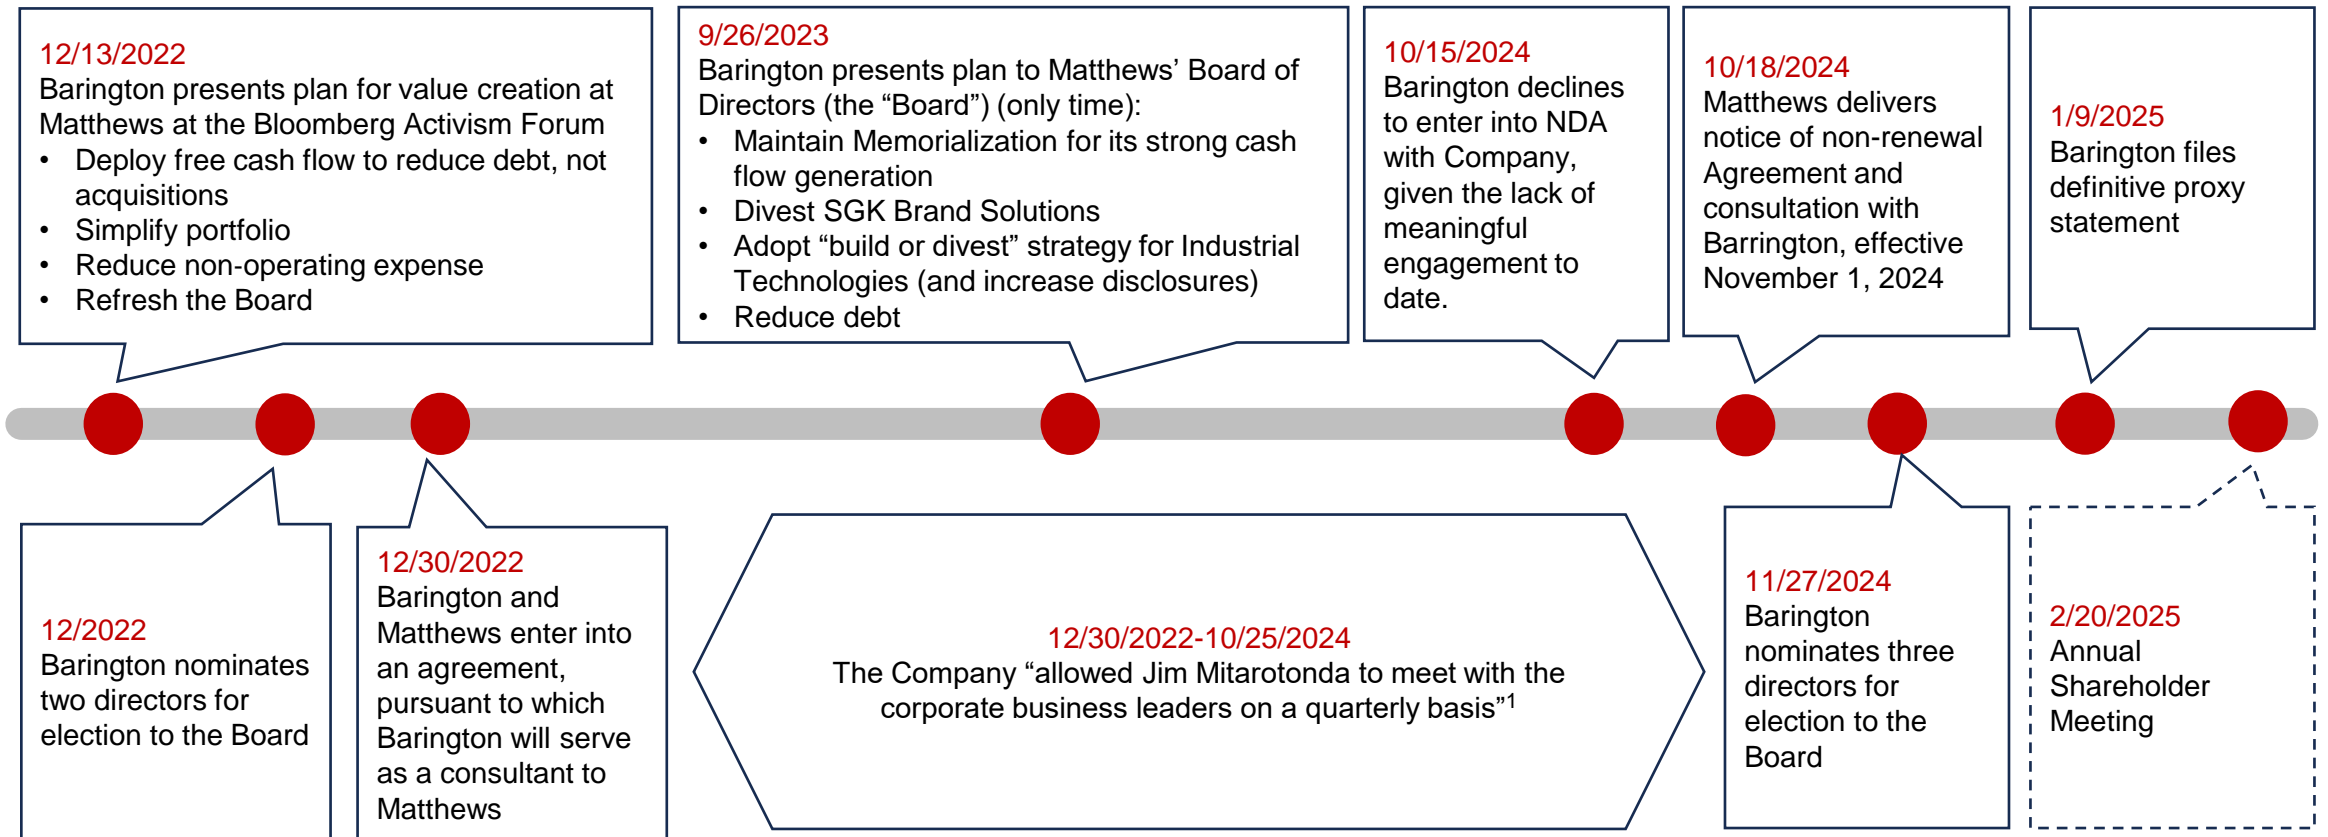 12/13/2022
Barington presents plan for value creation at
Matthews at the Bloomberg Activism Forum
• Deploy free cash flow to reduce debt, not
acquisitions
• Simplify portfolio
• Reduce non-operating expense
• Refresh the Board
9/26/2023
Barington presents plan to Matthews’ Board of
Directors (the “Board”) (only time):
• Maintain Memorialization for its strong cash
flow generation
• Divest SGK Brand Solutions
• Adopt “build or divest” strategy for Industrial
Technologies (and increase disclosures)
• Reduce debt
10/15/2024
Barington declines
to enter into NDA
with Company,
given the lack of
meaningful
engagement to
date.
10/18/2024
Matthews delivers
notice of non-renewal
Agreement and
consultation with
Barrington, effective
November 1, 2024
1/9/2025
Barington files
definitive proxy
statement
12/2022
Barington nominates
two directors for
election to the Board
12/30/2022
Barington and
Matthews enter into
an agreement,
pursuant to which
Barington will serve
as a consultant to
Matthews
12/30/2022-10/25/2024
The Company “allowed Jim Mitarotonda to meet with the
corporate business leaders on a quarterly basis”1
11/27/2024
Barington
nominates three
directors for
election to the
Board
2/20/2025
Annual
Shareholder
Meeting